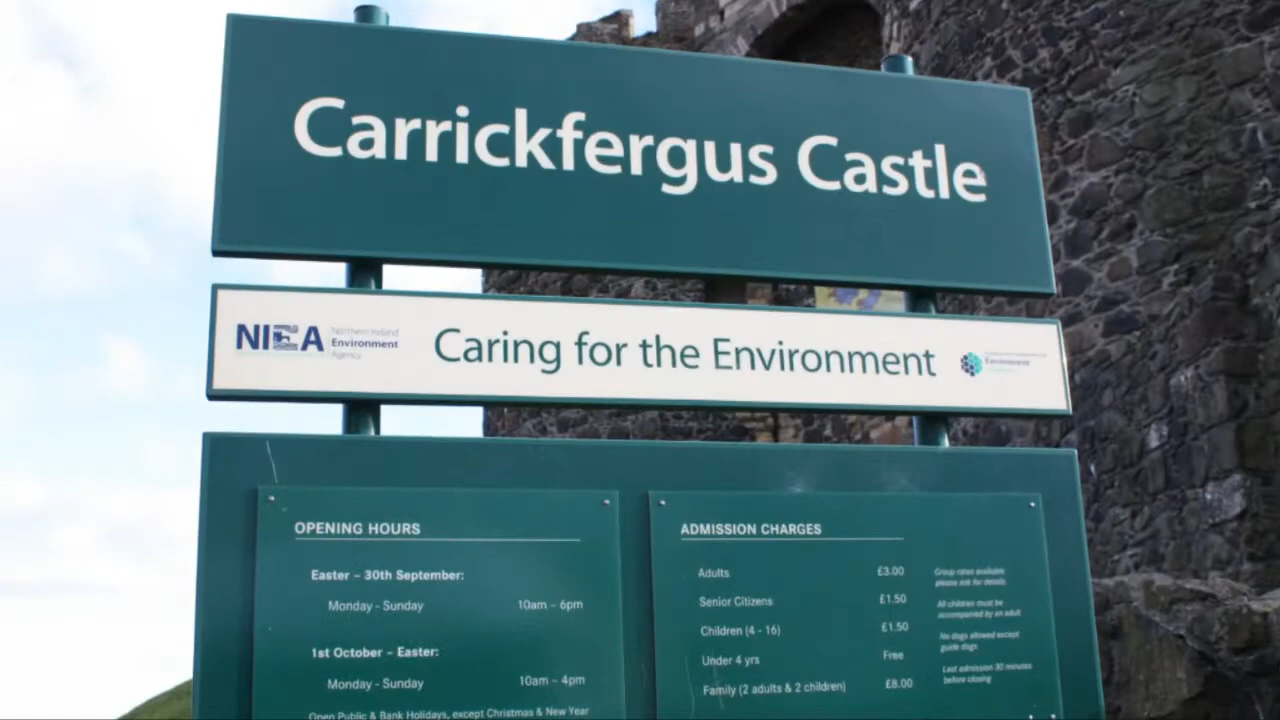 Carrickfergus Castle
NIEA
Northern Ireland
Environment
Agency
Caring for the Environment
Environment
OPENING HOURS
Easter – 30th September:
Monday - Sunday 10am – 6pm
1st October – Easter:
Monday - Sunday 10am – 4pm
Open Public & Bank Holidays, except Christmas & New Year
ADMISSION CHARGES
Adults £3.00
Senior Citizens £1.50
Children (4 - 16) £1.50
Under 4 yrs Free
Family (2 adults & 2 children) £8.00
Group rates available
please ask for details
All children must be
accompanied by an adult
No dogs allowed except
guide dogs
Last admission 30 minutes
before closing